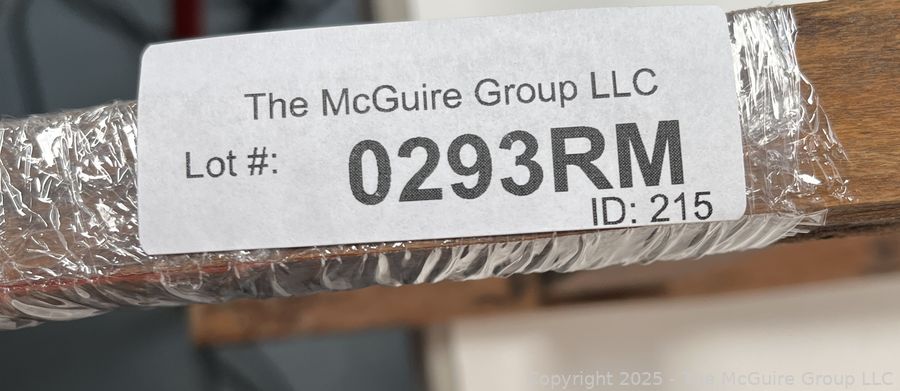 The McGuire Group LLC
Lot #: 0293RM
ID: 215
Copyright 2025 - The McGuire Group LLC